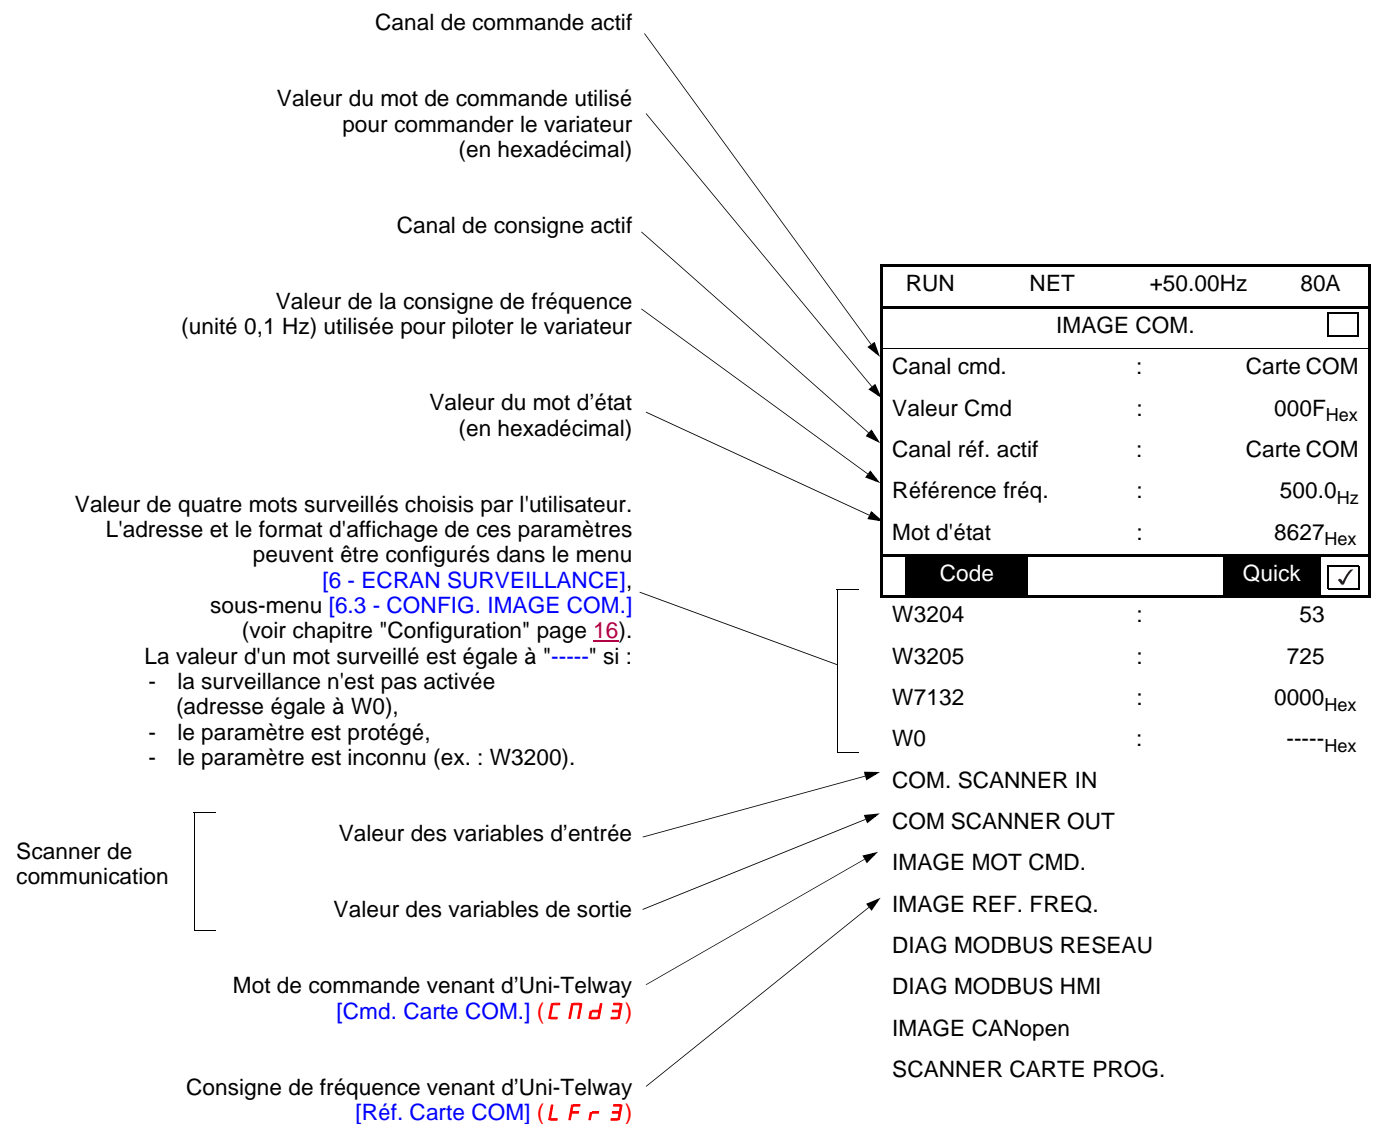 Canal de commande actif
Valeur du mot de commande utilisé
pour commander le variateur
(en hexadécimal)
Canal de consigne actif
Valeur de la consigne de fréquence
(unité 0,1 Hz) utilisée pour piloter le variateur
Valeur du mot d'état
(en hexadécimal)
Valeur de quatre mots surveillés choisis par l'utilisateur.
L'adresse et le format d'affichage de ces paramètres
peuvent être configurés dans le menu
[6 - ECRAN SURVEILLANCE],
sous-menu [6.3 - CONFIG. IMAGE COM.]
(voir chapitre "Configuration" page 16).
La valeur d'un mot surveillé est égale à "-----" si :
- la surveillance n'est pas activée
(adresse égale à W0),
- le paramètre est protégé,
- le paramètre est inconnu (ex. : W3200).
Scanner de
communication
Valeur des variables d'entrée
Valeur des variables de sortie
Mot de commande venant d'Uni-Telway
[Cmd. Carte COM.] (CMd3)
Consigne de fréquence venant d'Uni-Telway
[Réf. Carte COM] (LFr3)
RUN NET +50.00Hz 80A
IMAGE COM.
Canal cmd. : Carte COM
Valeur Cmd : 000FHex
Canal réf. actif : Carte COM
Référence fréq. : 500.0Hz
Mot d'état : 8627Hex
Code Quick ✓
W3204 : 53
W3205 : 725
W7132 : 0000Hex
W0 : -----Hex
COM. SCANNER IN
COM SCANNER OUT
IMAGE MOT CMD.
IMAGE REF. FREQ.
DIAG MODBUS RESEAU
DIAG MODBUS HMI
IMAGE CANopen
SCANNER CARTE PROG.